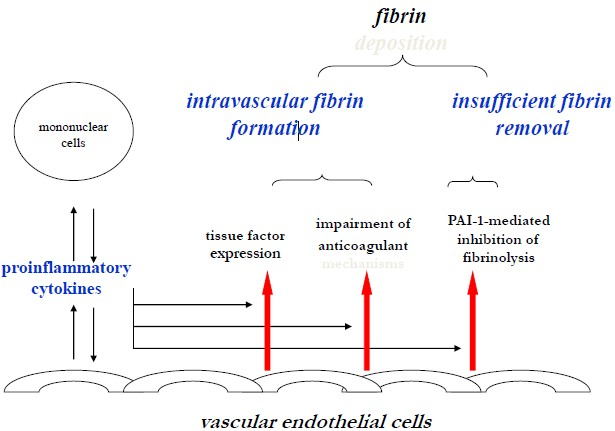 fibrin
deposition
intravascular fibrin
formation
insufficient fibrin
removal
mononuclear
cells
tissue factor
expression
impairment of
anticoagulant
mechanisms
PAI-1-mediated
inhibition of
fibrinolysis
proinflammatory
cytokines
vascular endothelial cells